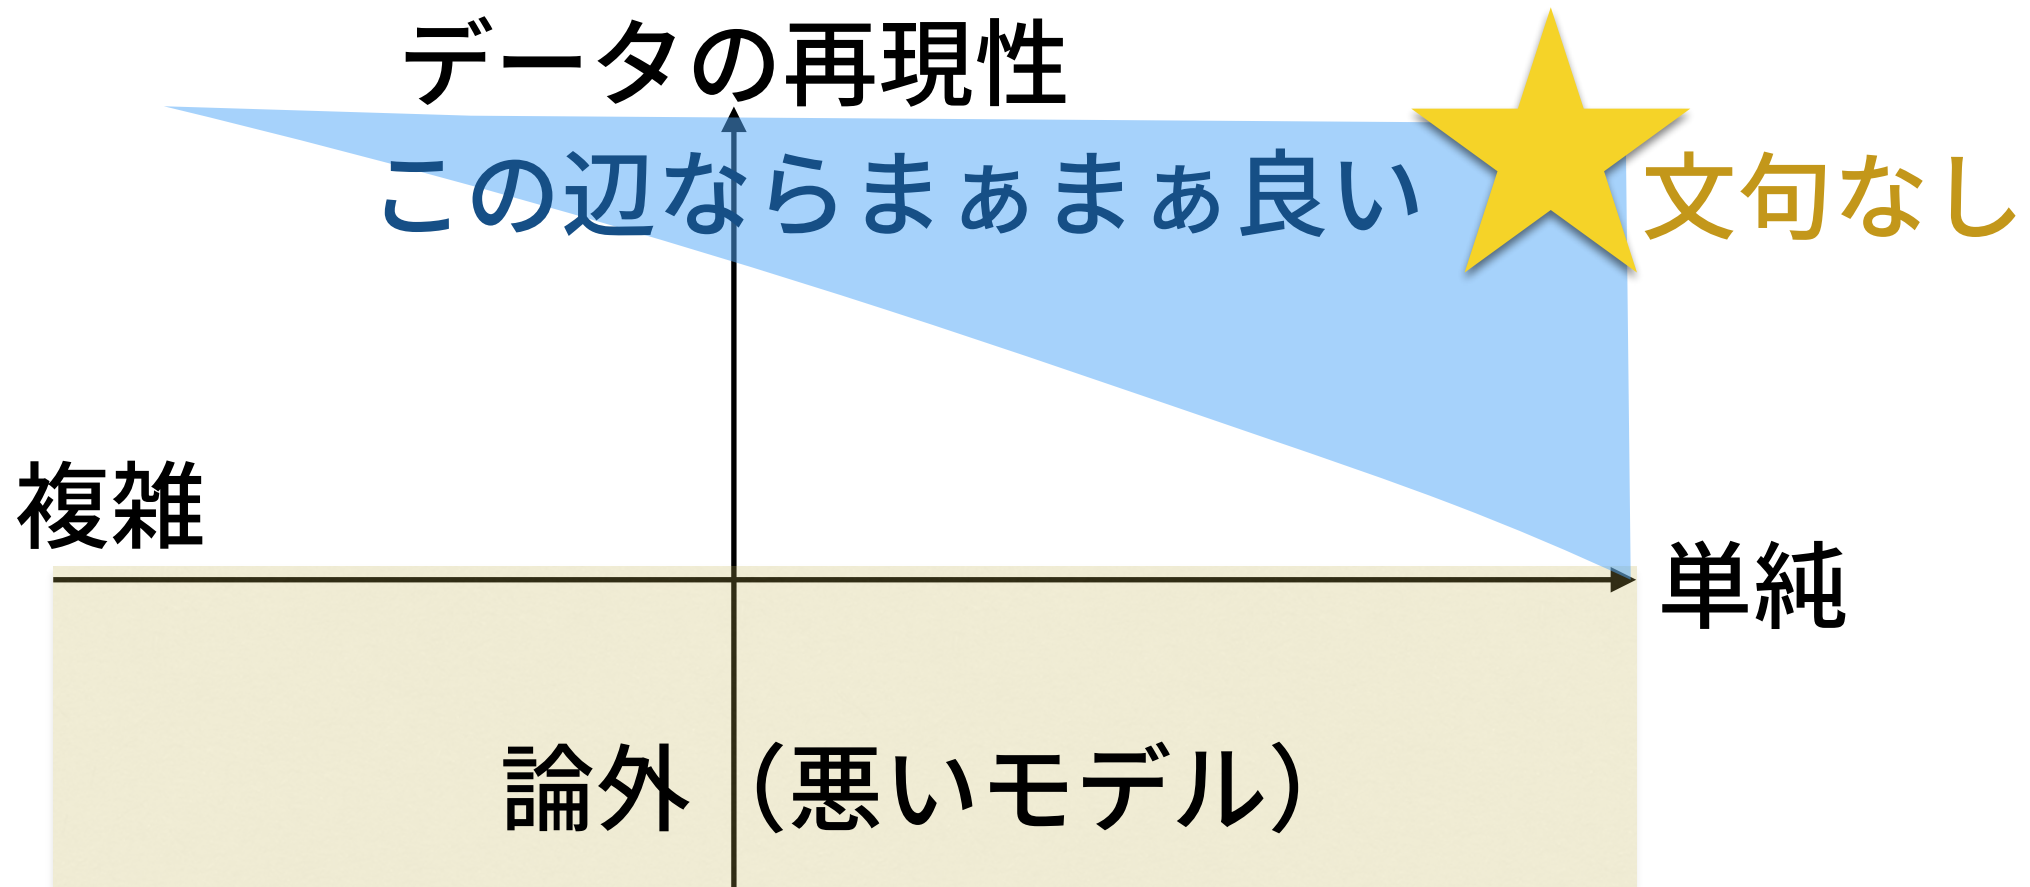 データの再現性
この辺ならまぁまぁ良い
文句なし
複雑
単純
論外（悪いモデル）